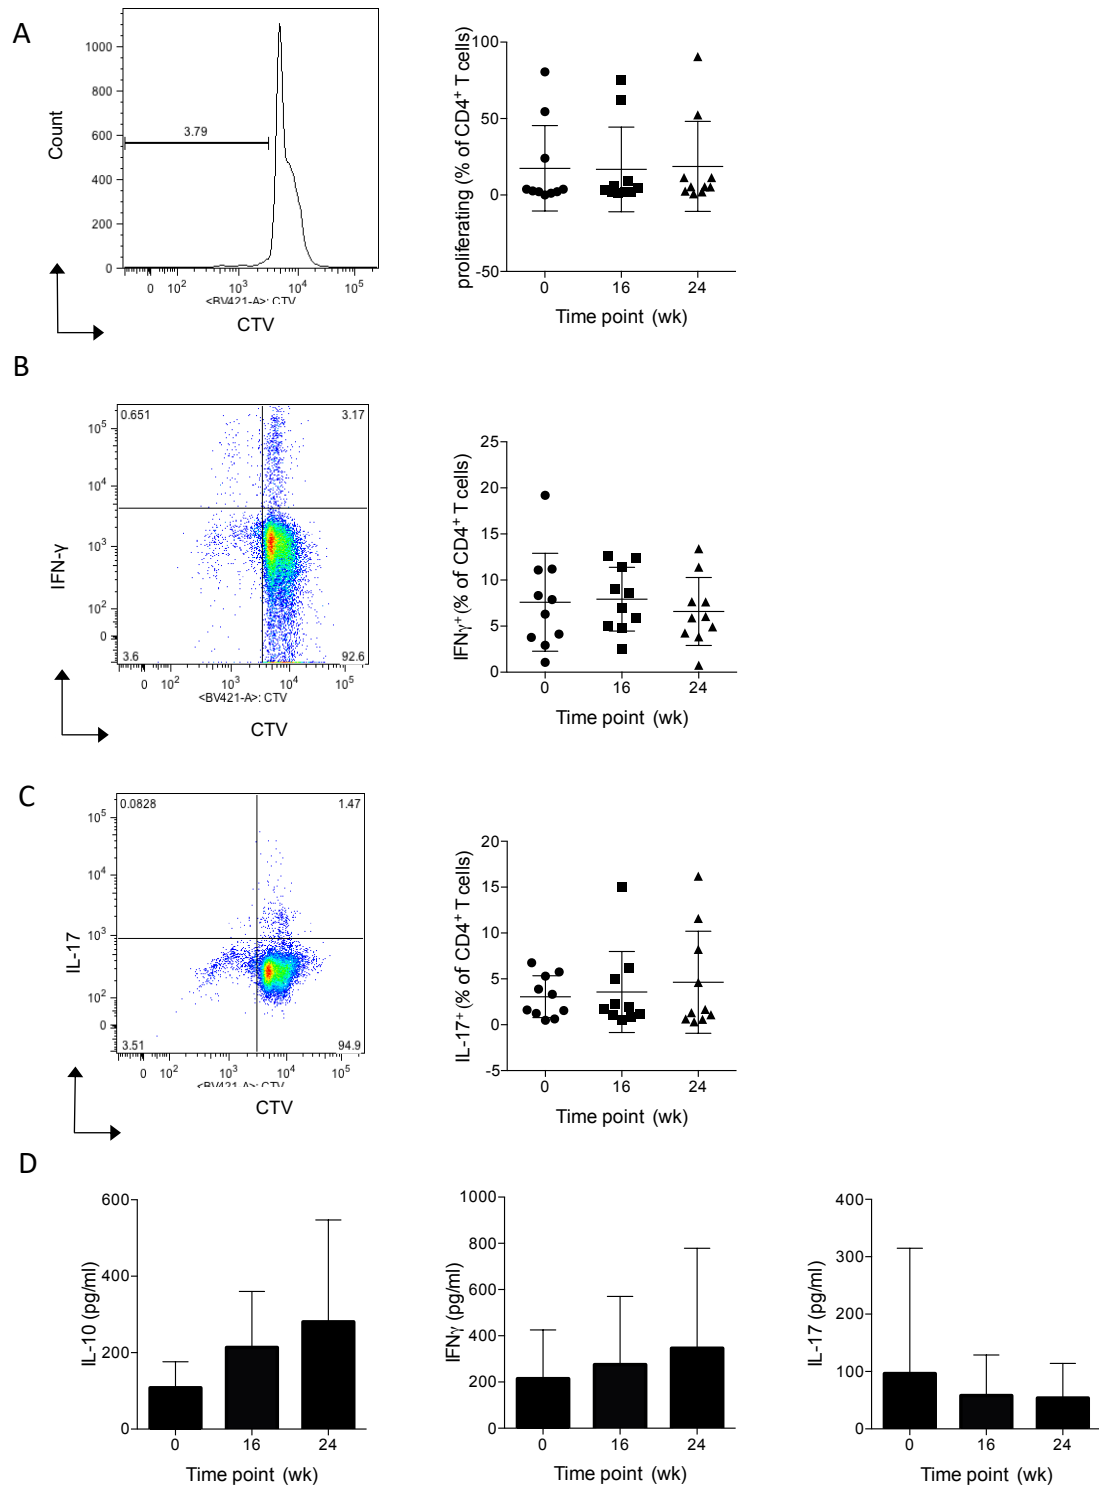 A
Count
1000
800
600
400
200
0
3.79
0 10² 10³ 10⁴ 10⁵
<BV421-A>: CTV
CTV
proliferating (% of CD4⁺ T cells)
100
50
0
-50
0 16 24
Time point (wk)
B
IFN-γ
10⁵
10⁴
10³
10²
0
0.651 3.17
3.6 92.6
0 10² 10³ 10⁴ 10⁵
<BV421-A>: CTV
CTV
IFNγ⁺ (% of CD4⁺ T cells)
25
20
15
10
5
0
0 16 24
Time point (wk)
C
IL-17
10⁵
10⁴
10³
10²
0
0.0828 1.47
3.51 94.9
0 10² 10³ 10⁴ 10⁵
<BV421-A>: CTV
CTV
IL-17⁺ (% of CD4⁺ T cells)
20
15
10
5
0
-5
0 16 24
Time point (wk)
D
IL-10 (pg/ml)
600
400
200
0
0 16 24
Time point (wk)
IFNγ (pg/ml)
1000
800
600
400
200
0
0 16 24
Time point (wk)
IL-17 (pg/ml)
400
300
200
100
0
0 16 24
Time point (wk)